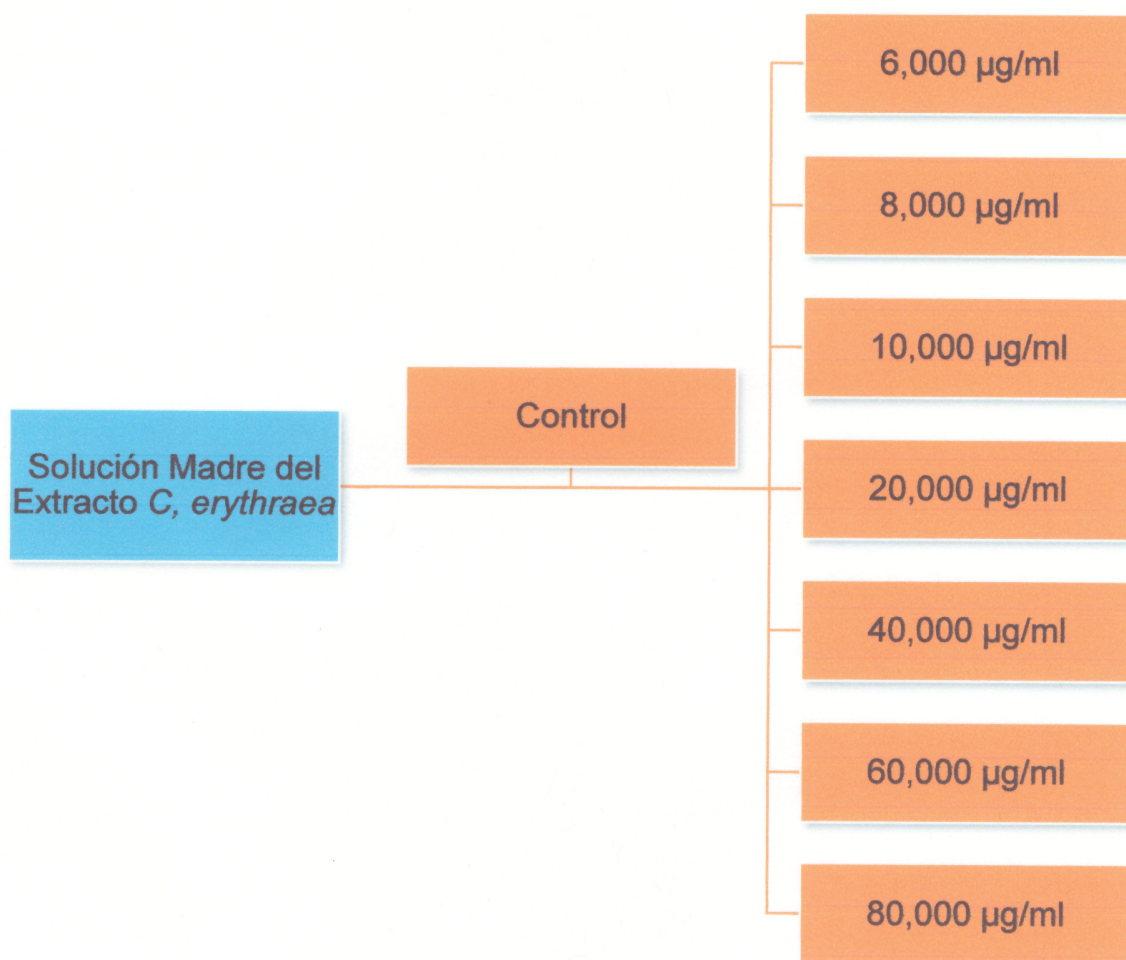 Solución Madre del
Extracto C, erythraea
Control
6,000 µg/ml
8,000 µg/ml
10,000 µg/ml
20,000 µg/ml
40,000 µg/ml
60,000 µg/ml
80,000 µg/ml